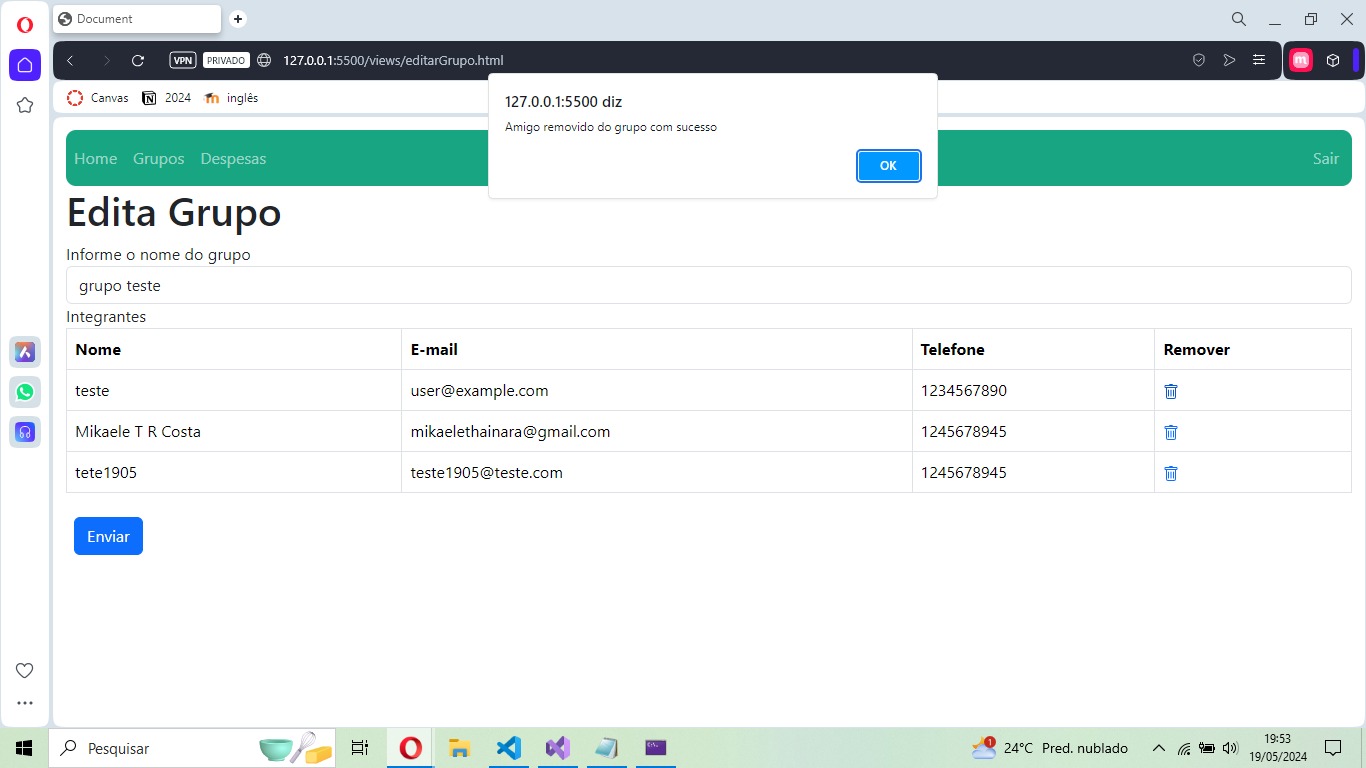 Document
VPN
PRIVADO
127.0.0.1:5500/views/editarGrupo.html
Canvas
2024
inglês
127.0.0.1:5500 diz
Amigo removido do grupo com sucesso
OK
Home Grupos Despesas Sair
Edita Grupo
Informe o nome do grupo
grupo teste
Integrantes
Nome E-mail Telefone Remover
teste user@example.com 1234567890
Mikaele T R Costa mikaelethainara@gmail.com 1245678945
tete1905 teste1905@teste.com 1245678945
Enviar
Pesquisar
1
24°C Pred. nublado
19:53
19/05/2024